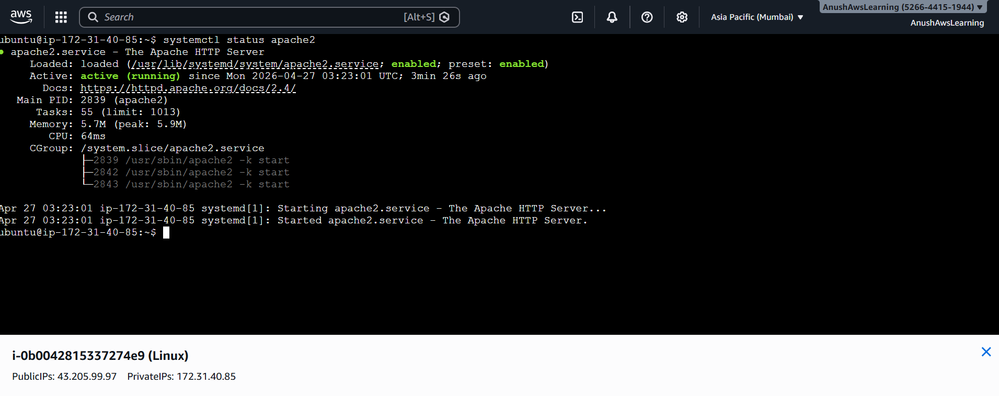 aws
Search
[Alt+S]
Asia Pacific (Mumbai) ▼
AnushAwsLearning (5266-4415-1944) ▼
AnushAwsLearning
ubuntu@ip-172-31-40-85:~$ systemctl status apache2
● apache2.service - The Apache HTTP Server
Loaded: loaded (/usr/lib/systemd/system/apache2.service; enabled; preset: enabled)
Active: active (running) since Mon 2026-04-27 03:23:01 UTC; 3min 26s ago
Docs: https://httpd.apache.org/docs/2.4/
Main PID: 2839 (apache2)
Tasks: 55 (limit: 1013)
Memory: 5.7M (peak: 5.9M)
CPU: 64ms
CGroup: /system.slice/apache2.service
├─2839 /usr/sbin/apache2 -k start
├─2842 /usr/sbin/apache2 -k start
└─2843 /usr/sbin/apache2 -k start
Apr 27 03:23:01 ip-172-31-40-85 systemd[1]: Starting apache2.service - The Apache HTTP Server...
Apr 27 03:23:01 ip-172-31-40-85 systemd[1]: Started apache2.service - The Apache HTTP Server.
ubuntu@ip-172-31-40-85:~$
i-0b0042815337274e9 (Linux)
PublicIPs: 43.205.99.97 PrivateIPs: 172.31.40.85